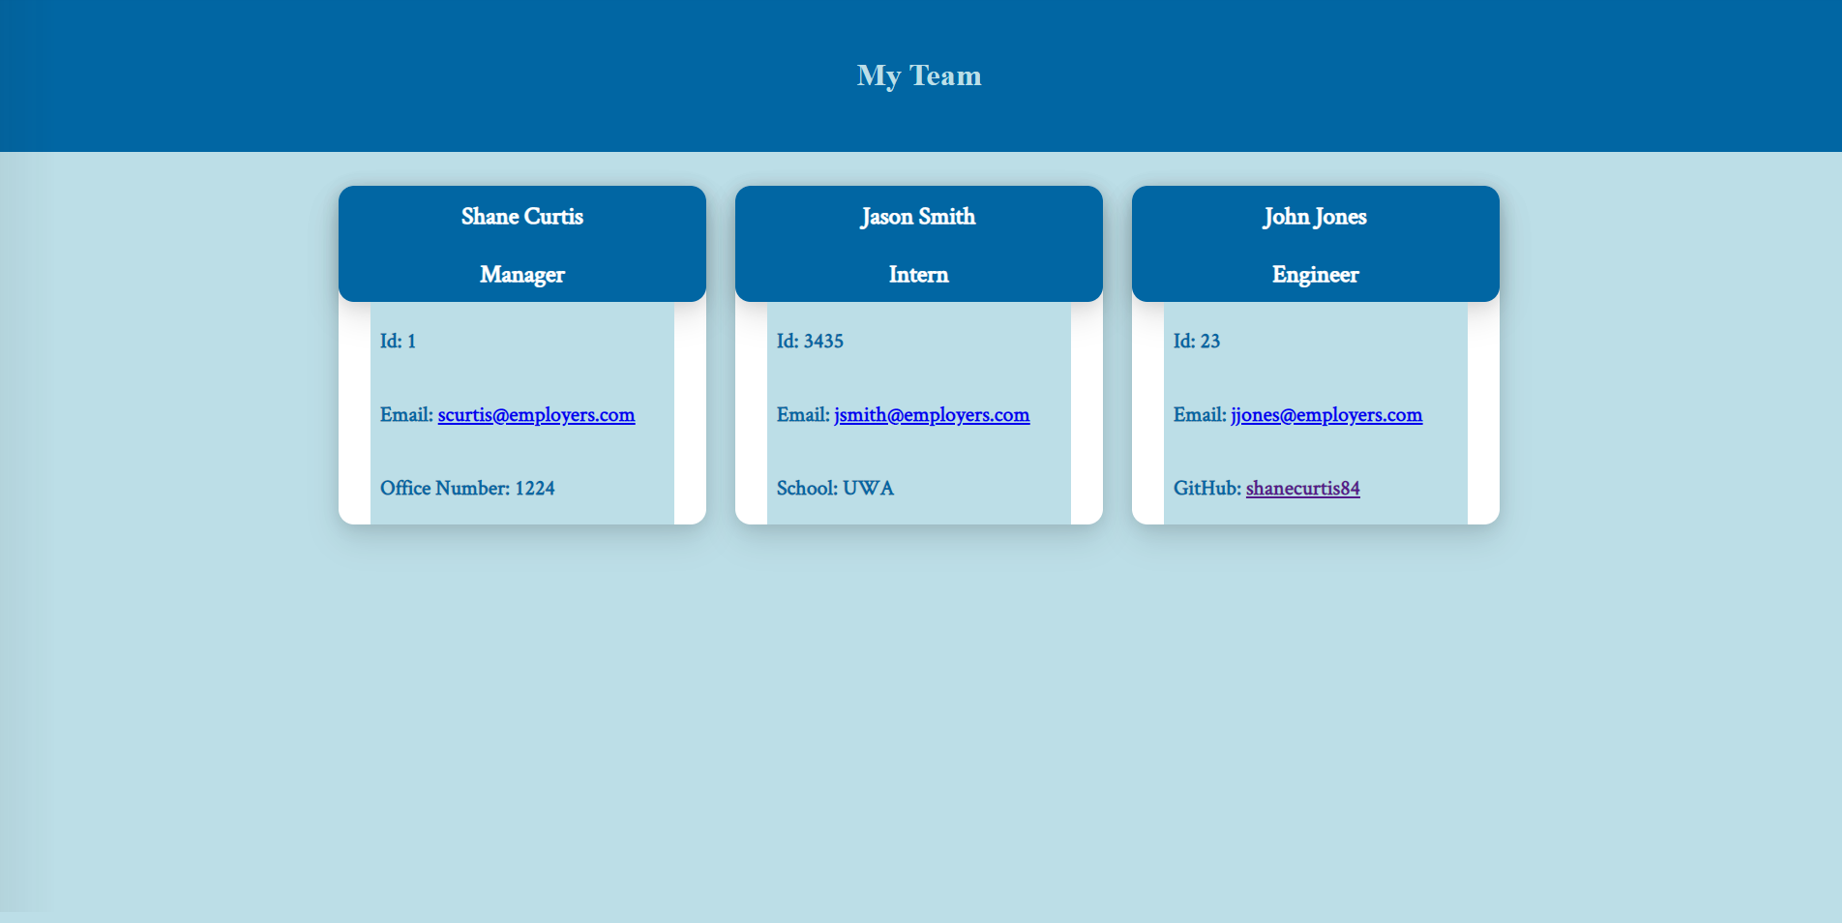 My Team
Shane Curtis
Manager
Id: 1
Email: scurtis@employers.com
Office Number: 1224
Jason Smith
Intern
Id: 3435
Email: jsmith@employers.com
School: UWA
John Jones
Engineer
Id: 23
Email: jjones@employers.com
GitHub: shanecurtis84